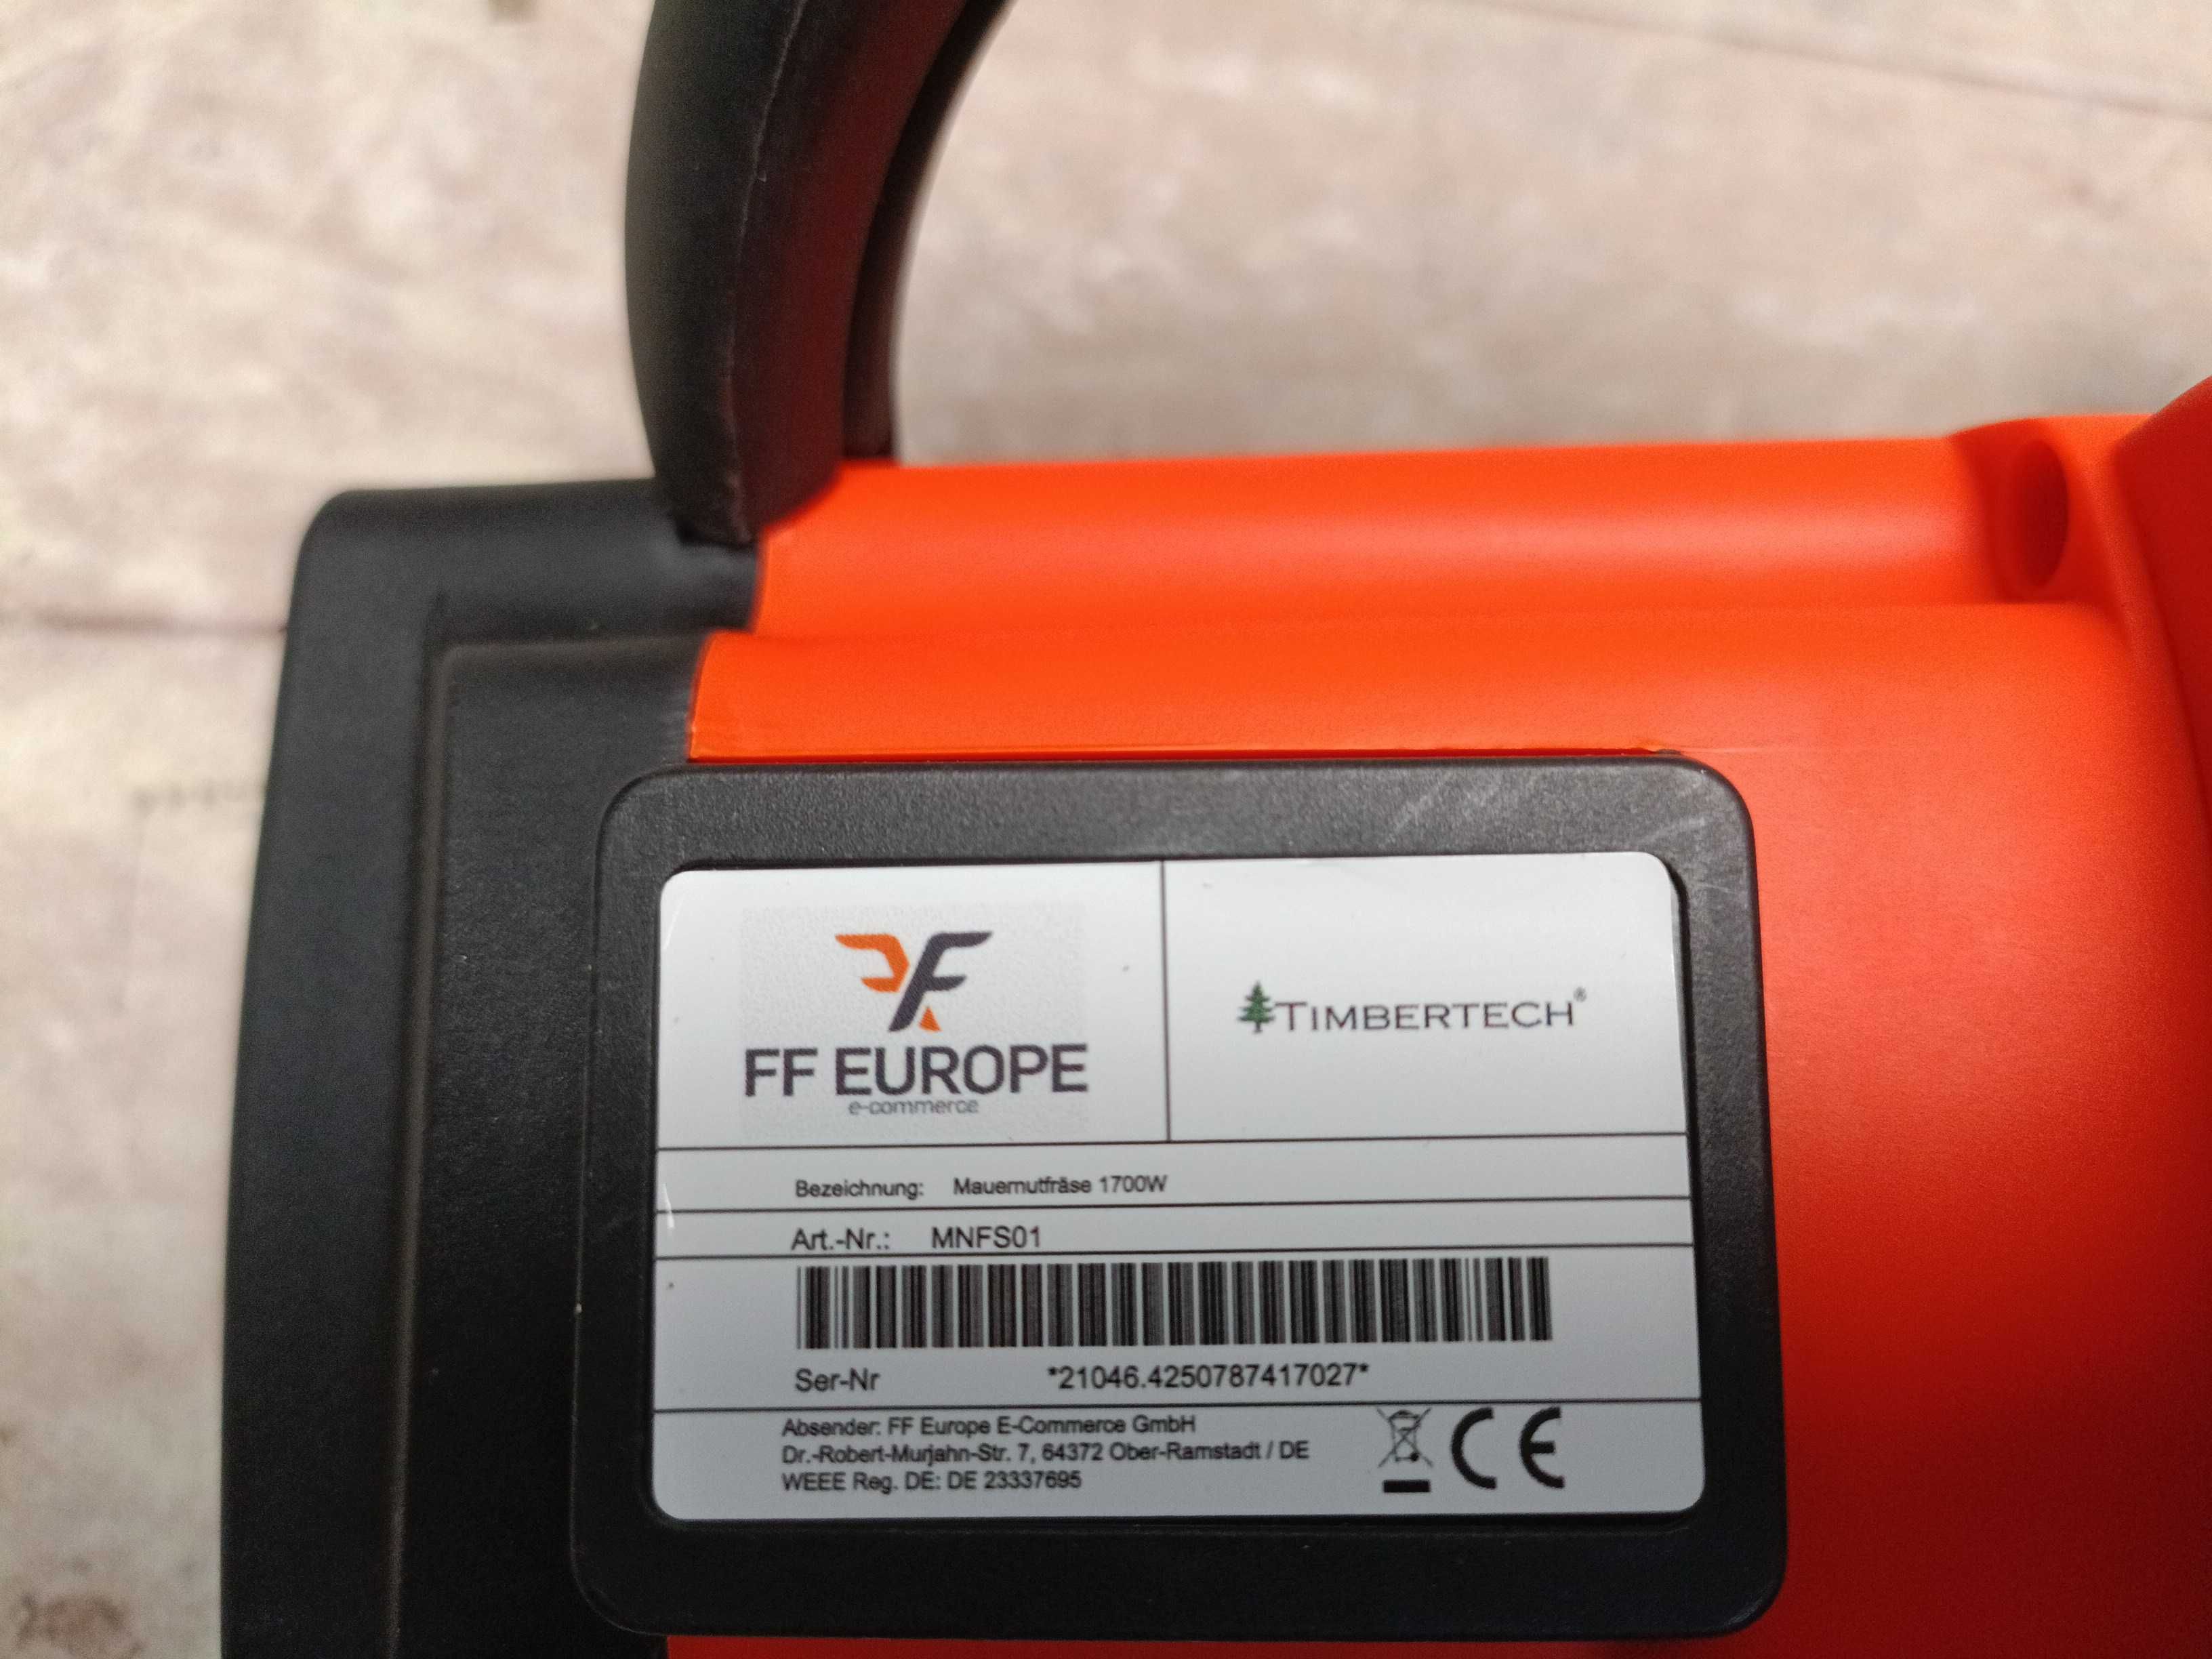 FF EUROPE
e-commerce
TIMBERTECH®
Bezeichnung: Mauernutfräse 1700W
Art.-Nr.: MNFS01
Ser-Nr *21046.4250787417027*
Absender: FF Europe E-Commerce GmbH
Dr.-Robert-Murjahn-Str. 7, 64372 Ober-Ramstadt / DE
WEEE Reg. DE: DE 23337695
CE